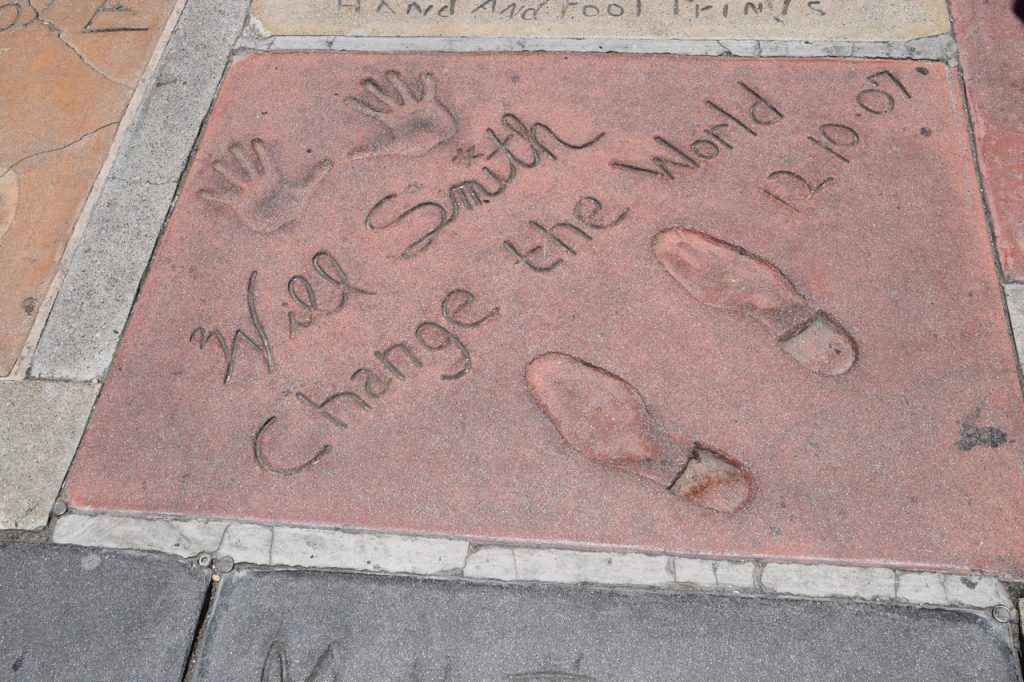 HAND AND FOOT PRINTS
Will Smith
Change the World
12.10.07